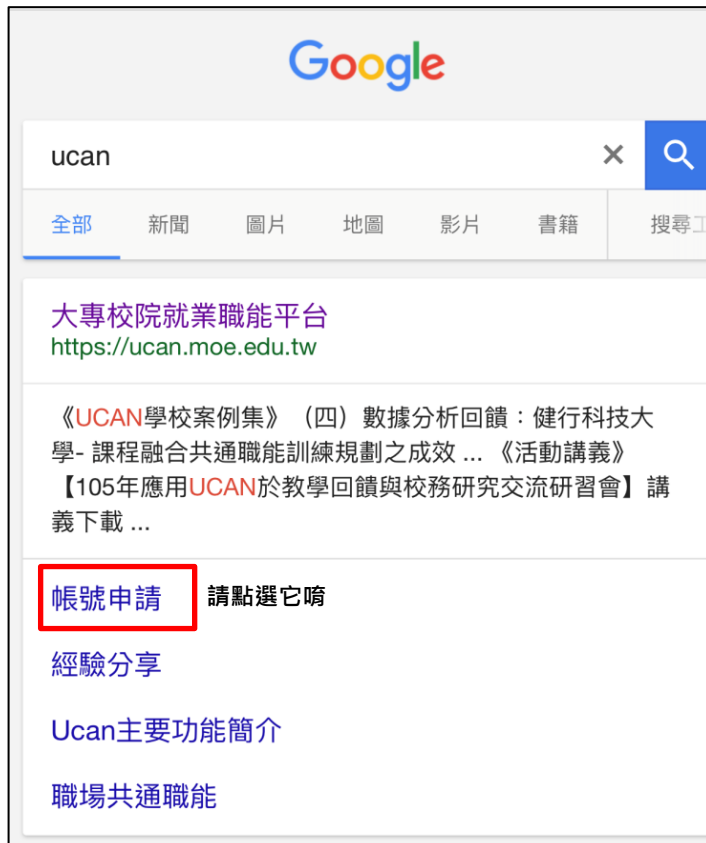 Google
ucan
全部 新聞 圖片 地圖 影片 書籍 搜尋工
大專校院就業職能平台
https://ucan.moe.edu.tw
《UCAN學校案例集》（四）數據分析回饋：健行科技大
學- 課程融合共通職能訓練規劃之成效 ... 《活動講義》
【105年應用UCAN於教學回饋與校務研究交流研習會】講
義下載 ...
帳號申請 請點選它唷
經驗分享
Ucan主要功能簡介
職場共通職能